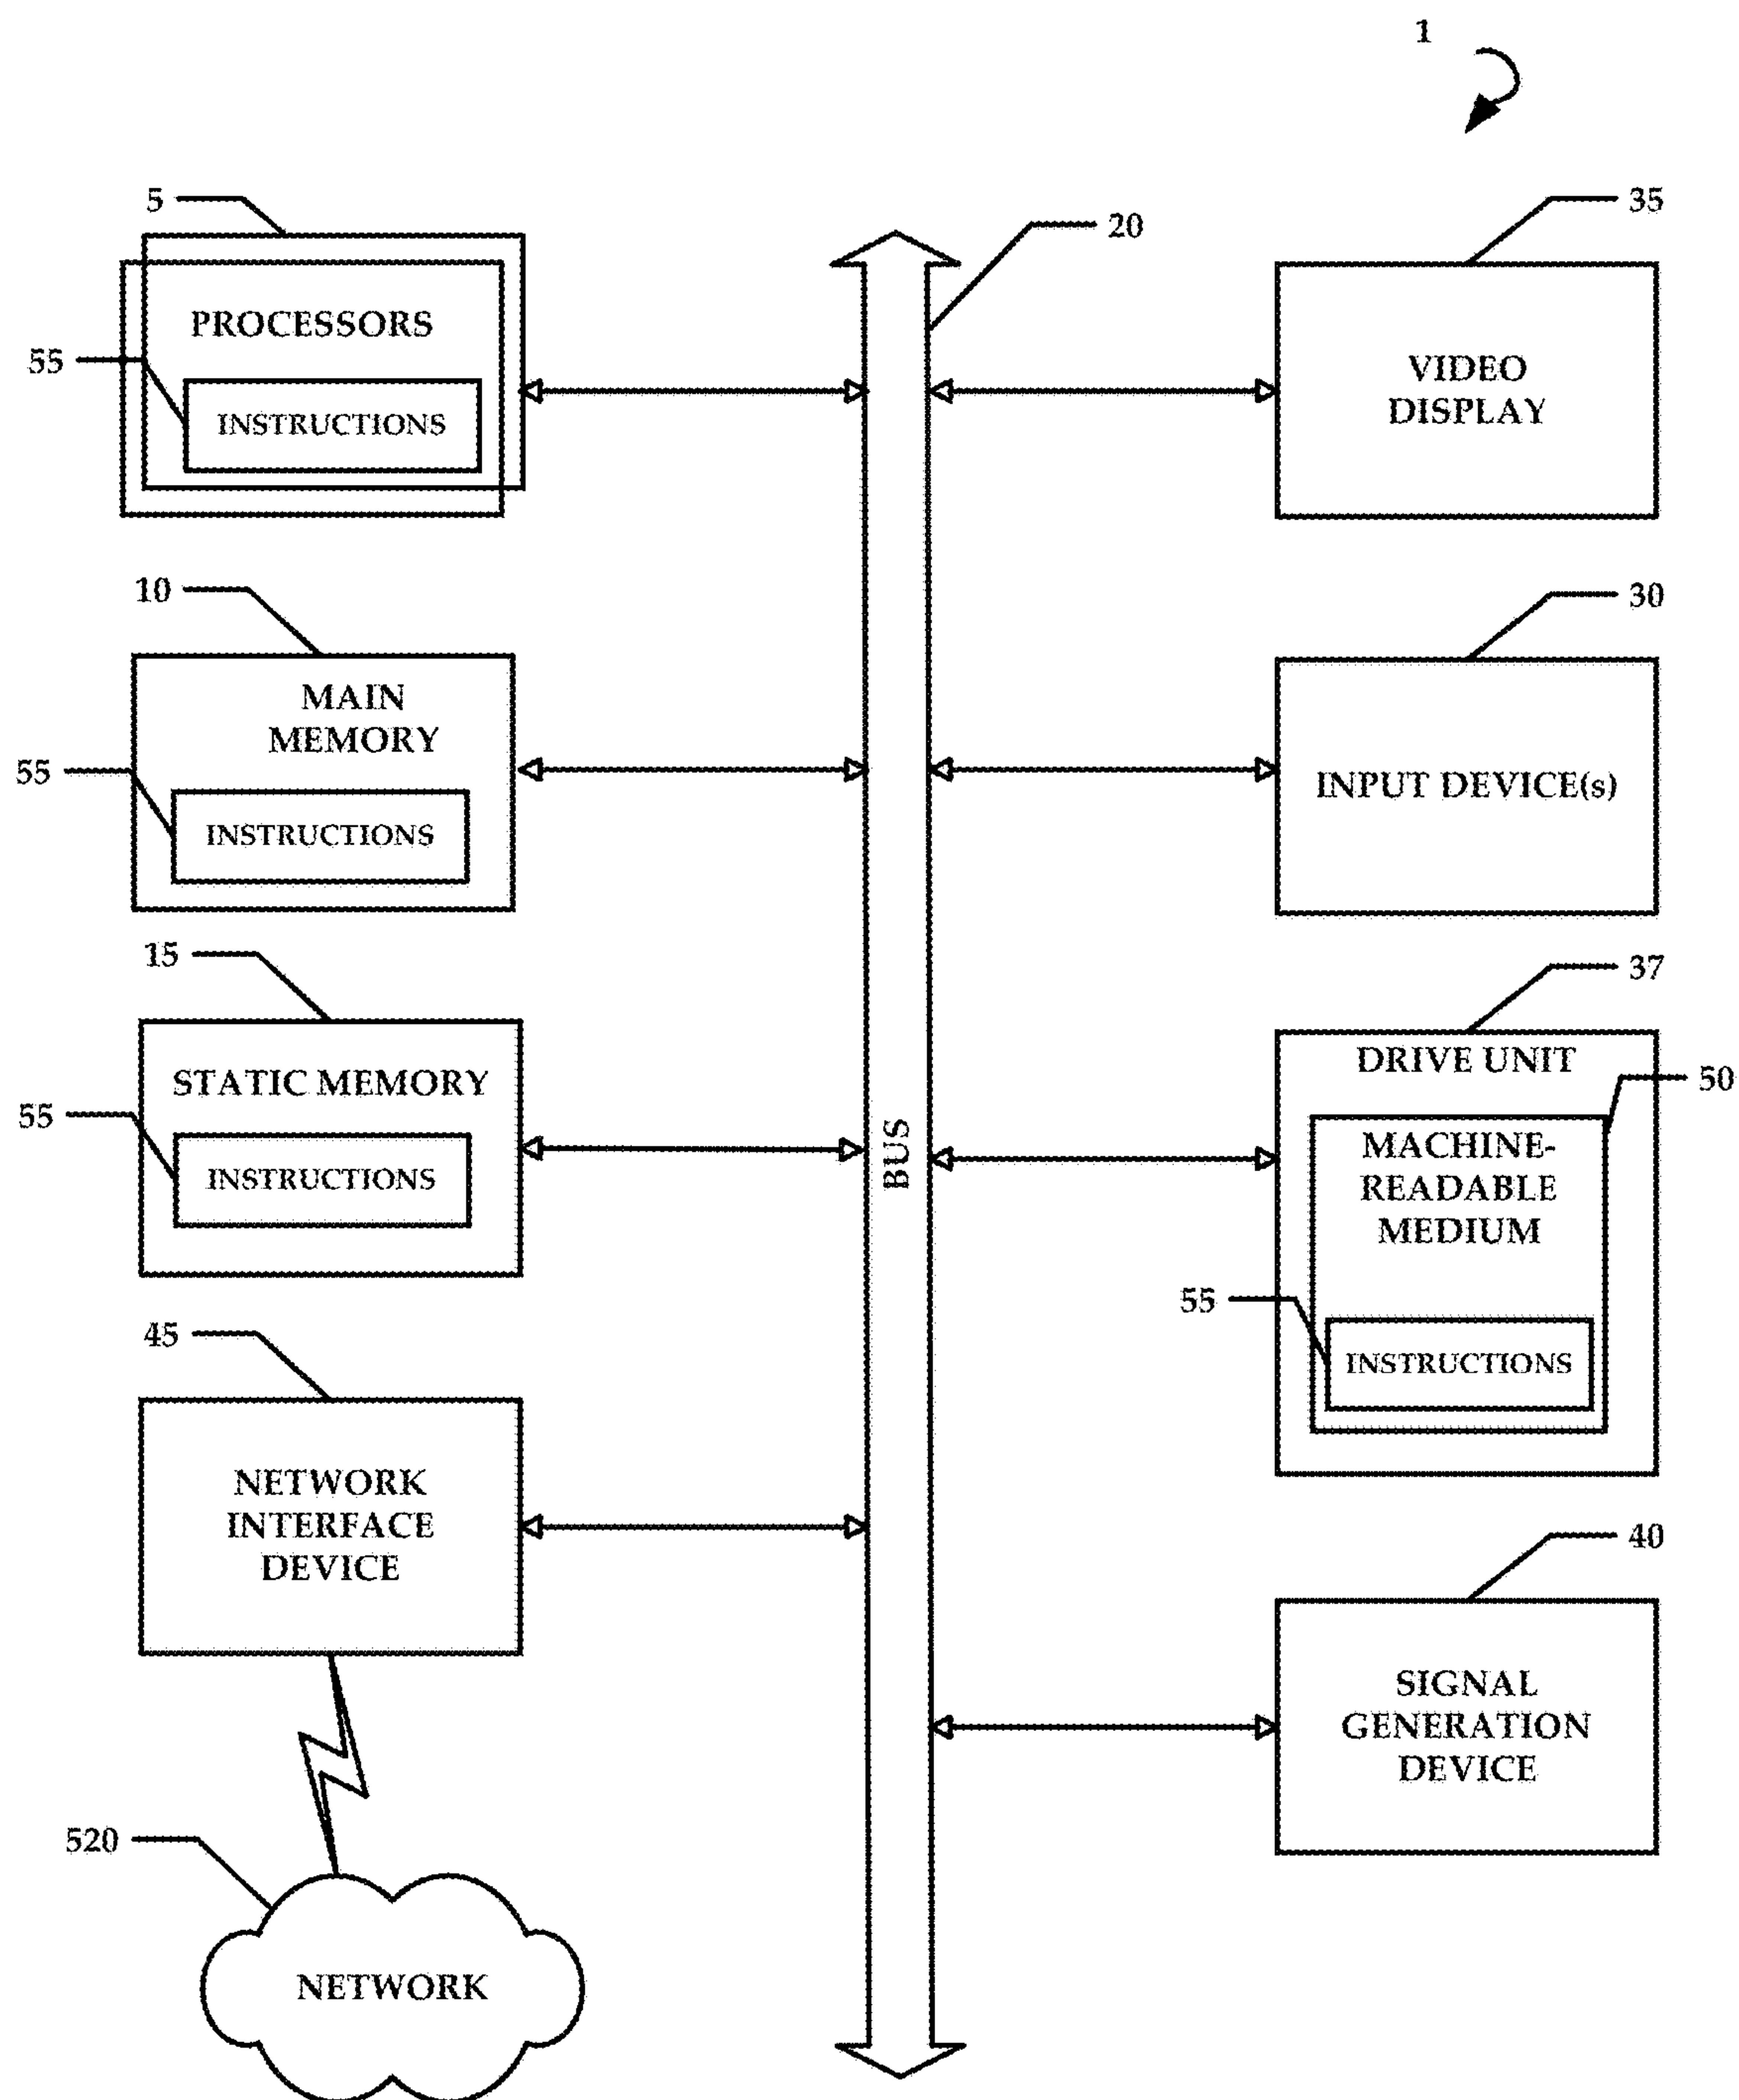 1
5
PROCESSORS
55
INSTRUCTIONS
10
MAIN
MEMORY
55
INSTRUCTIONS
15
STATIC MEMORY
55
INSTRUCTIONS
45
NETWORK
INTERFACE
DEVICE
520
NETWORK
20
BUS
35
VIDEO
DISPLAY
30
INPUT DEVICE(s)
37
DRIVE UNIT
50
MACHINE-
READABLE
MEDIUM
55
INSTRUCTIONS
40
SIGNAL
GENERATION
DEVICE